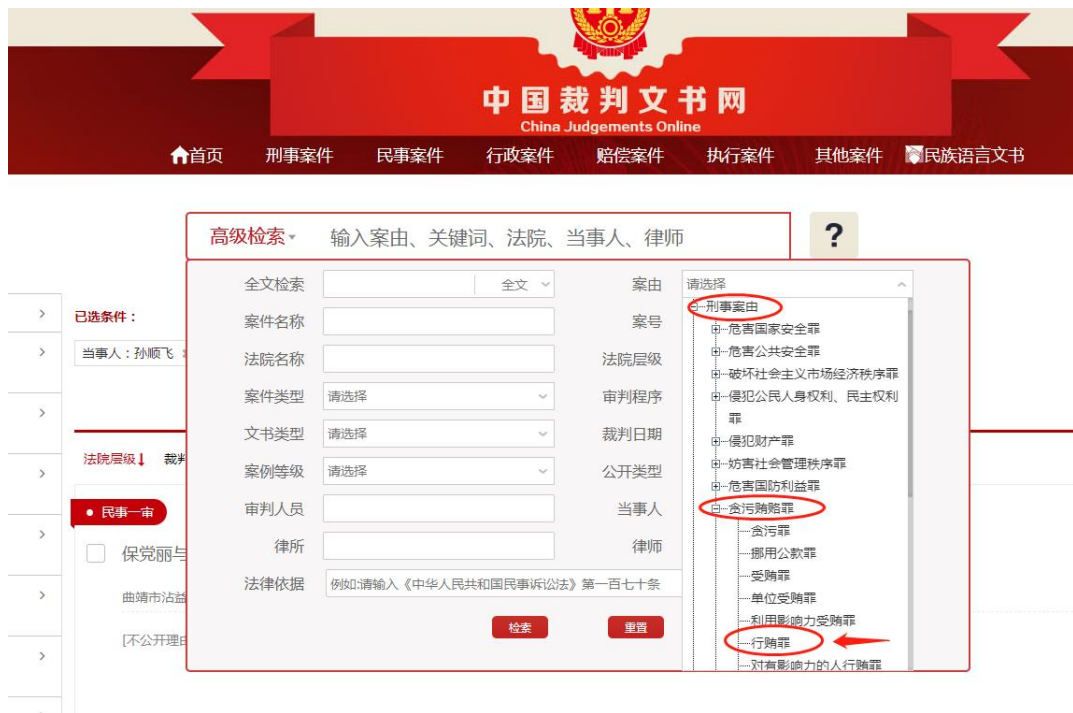 中国裁判文书网
China Judgements Online
首页 刑事案件 民事案件 行政案件 赔偿案件 执行案件 其他案件 民族语言文书
高级检索 输入案由、关键词、法院、当事人、律师 ?
全文检索 全文 案由 请选择
已选条件：
案件名称 案号
当事人：孙顺飞
法院名称 法院层级
案件类型 请选择 审判程序
文书类型 请选择 裁判日期
法院层级 裁判
案例等级 请选择 公开类型
民事一审
审判人员 当事人
律所 律师
保党丽与
法律依据 例如:请输入《中华人民共和国民事诉讼法》第一百七十条
曲靖市沾益
检索 重置
[不公开理由
刑事案由
危害国家安全罪
危害公共安全罪
破坏社会主义市场经济秩序罪
侵犯公民人身权利、民主权利
罪
侵犯财产罪
妨害社会管理秩序罪
危害国防利益罪
贪污贿赂罪
贪污罪
挪用公款罪
受贿罪
单位受贿罪
利用影响力受贿罪
行贿罪
对有影响力的人行贿罪